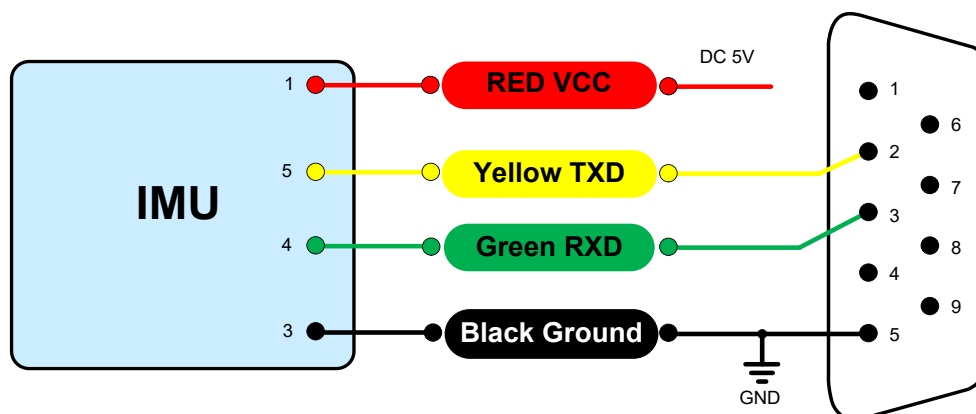 IMU
1
RED VCC
DC 5V
5
Yellow TXD
4
Green RXD
3
Black Ground
GND
1
6
2
7
3
8
4
9
5